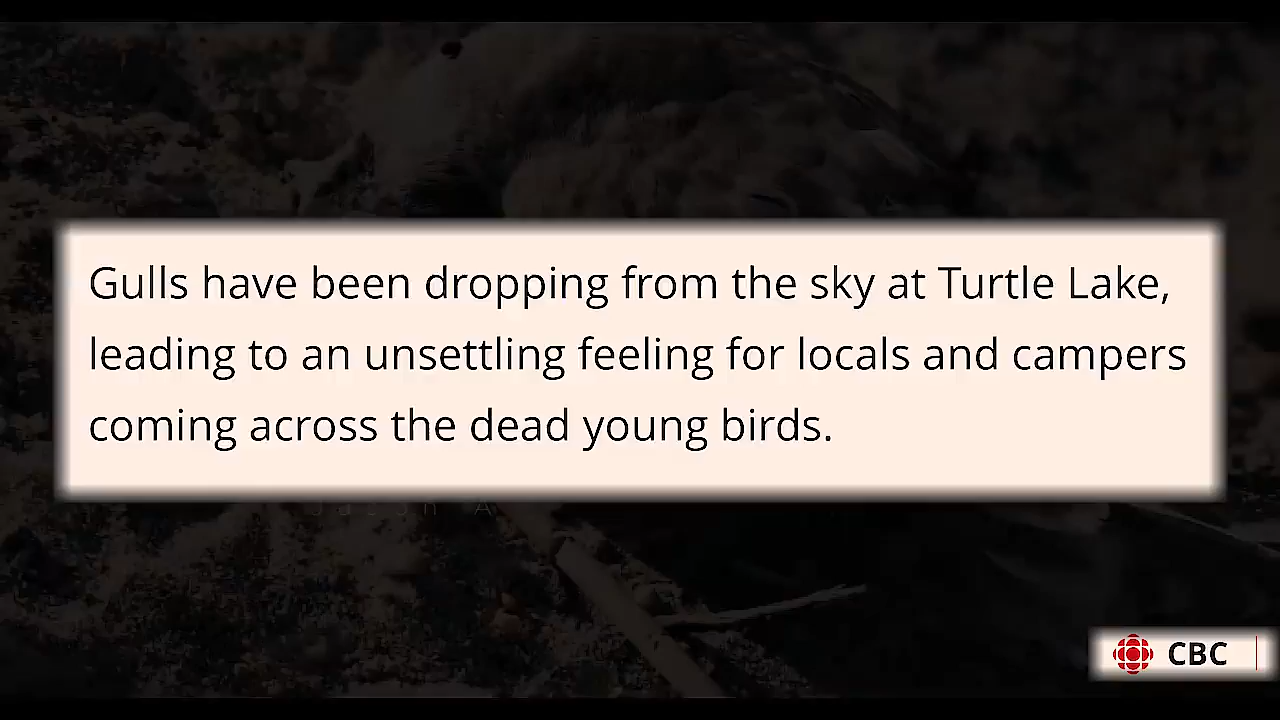 Gulls have been dropping from the sky at Turtle Lake,
leading to an unsettling feeling for locals and campers
coming across the dead young birds.
CBC